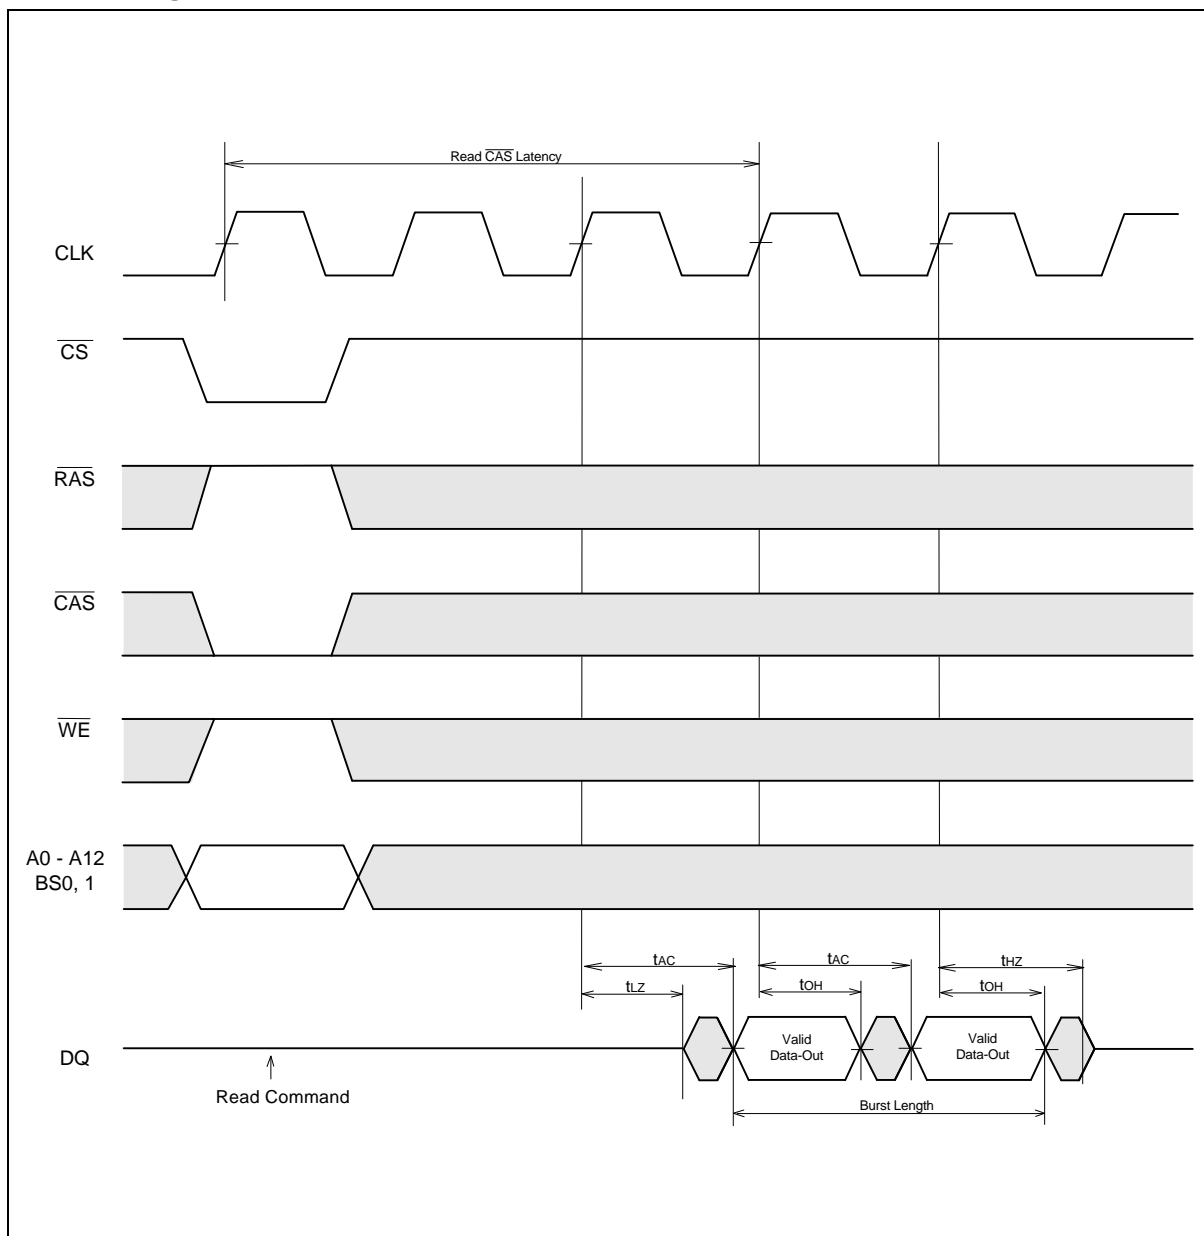 Read CAS Latency
CLK
CS
RAS
CAS
WE
A0 - A12
BS0, 1
tAC
tAC
tHZ
tLZ
tOH
tOH
Valid
Data-Out
Valid
Data-Out
DQ
Read Command
Burst Length